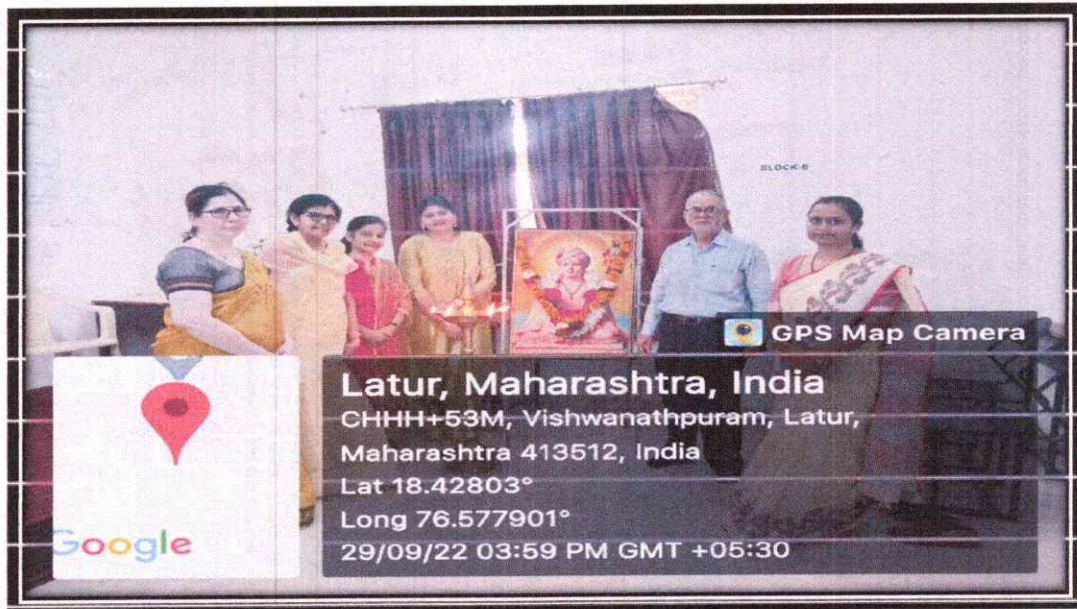 BLOCK-B
GPS Map Camera
Latur, Maharashtra, India
CHHH+53M, Vishwanathpuram, Latur,
Maharashtra 413512, India
Lat 18.42803°
Long 76.577901°
29/09/22 03:59 PM GMT +05:30
Google